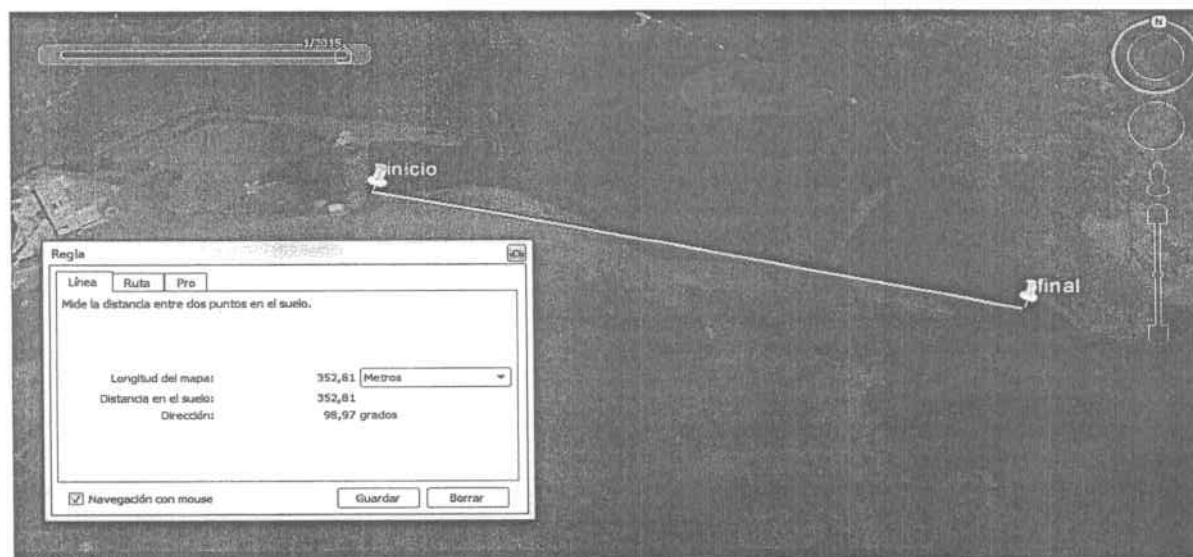 1/2015
N
inicio
final
Regla
Línea Ruta Pro
Mide la distancia entre dos puntos en el suelo.
Longitud del mapa: 352,81 Metros
Distancia en el suelo: 352,81
Dirección: 98,97 grados
Navegación con mouse Guardar Borrar